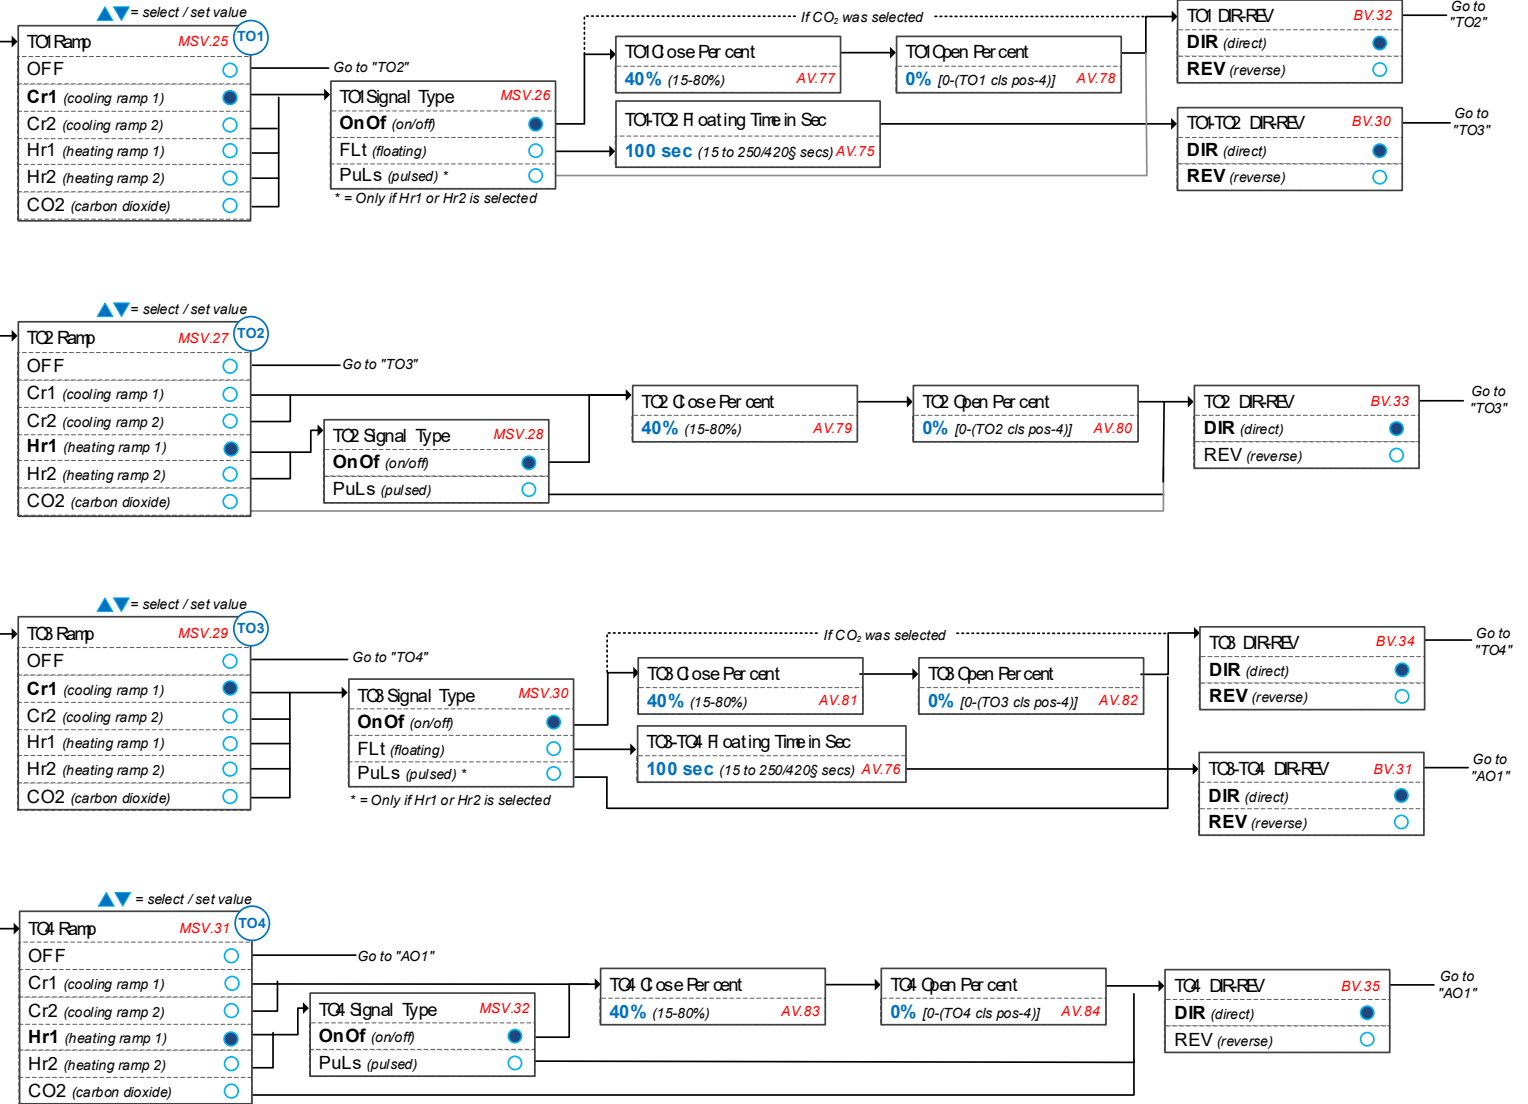 = select / set value
TO1 Ramp MSV.25 TO1
OFF
Cr1 (cooling ramp 1)
Cr2 (cooling ramp 2)
Hr1 (heating ramp 1)
Hr2 (heating ramp 2)
CO2 (carbon dioxide)
Go to "TO2"
TO1 Signal Type MSV.26
OnOf (on/off)
FLt (floating)
PuLs (pulsed) *
* = Only if Hr1 or Hr2 is selected
If CO2 was selected
TO1 Close Percent
40% (15-80%) AV.77
TO1 Open Percent
0% [0-(TO1 cls pos-4)] AV.78
TO1-TO2 Floating Time in Sec
100 sec (15 to 250/420§ secs) AV.75
TO1 DIR-REV BV.32
DIR (direct)
REV (reverse)
Go to
"TO2"
TO1-TO2 DIR-REV BV.30
DIR (direct)
REV (reverse)
Go to
"TO3"
= select / set value
TO2 Ramp MSV.27 TO2
OFF
Cr1 (cooling ramp 1)
Cr2 (cooling ramp 2)
Hr1 (heating ramp 1)
Hr2 (heating ramp 2)
CO2 (carbon dioxide)
Go to "TO3"
TO2 Signal Type MSV.28
OnOf (on/off)
PuLs (pulsed)
TO2 Close Percent
40% (15-80%) AV.79
TO2 Open Percent
0% [0-(TO2 cls pos-4)] AV.80
TO2 DIR-REV BV.33
DIR (direct)
REV (reverse)
Go to
"TO3"
= select / set value
TO3 Ramp MSV.29 TO3
OFF
Cr1 (cooling ramp 1)
Cr2 (cooling ramp 2)
Hr1 (heating ramp 1)
Hr2 (heating ramp 2)
CO2 (carbon dioxide)
Go to "TO4"
TO3 Signal Type MSV.30
OnOf (on/off)
FLt (floating)
PuLs (pulsed) *
* = Only if Hr1 or Hr2 is selected
If CO2 was selected
TO3 Close Percent
40% (15-80%) AV.81
TO3 Open Percent
0% [0-(TO3 cls pos-4)] AV.82
TO3-TO4 Floating Time in Sec
100 sec (15 to 250/420§ secs) AV.76
TO3 DIR-REV BV.34
DIR (direct)
REV (reverse)
Go to
"TO4"
TO3-TO4 DIR-REV BV.31
DIR (direct)
REV (reverse)
Go to
"AO1"
= select / set value
TO4 Ramp MSV.31 TO4
OFF
Cr1 (cooling ramp 1)
Cr2 (cooling ramp 2)
Hr1 (heating ramp 1)
Hr2 (heating ramp 2)
CO2 (carbon dioxide)
Go to "AO1"
TO4 Signal Type MSV.32
OnOf (on/off)
PuLs (pulsed)
TO4 Close Percent
40% (15-80%) AV.83
TO4 Open Percent
0% [0-(TO4 cls pos-4)] AV.84
TO4 DIR-REV BV.35
DIR (direct)
REV (reverse)
Go to
"AO1"